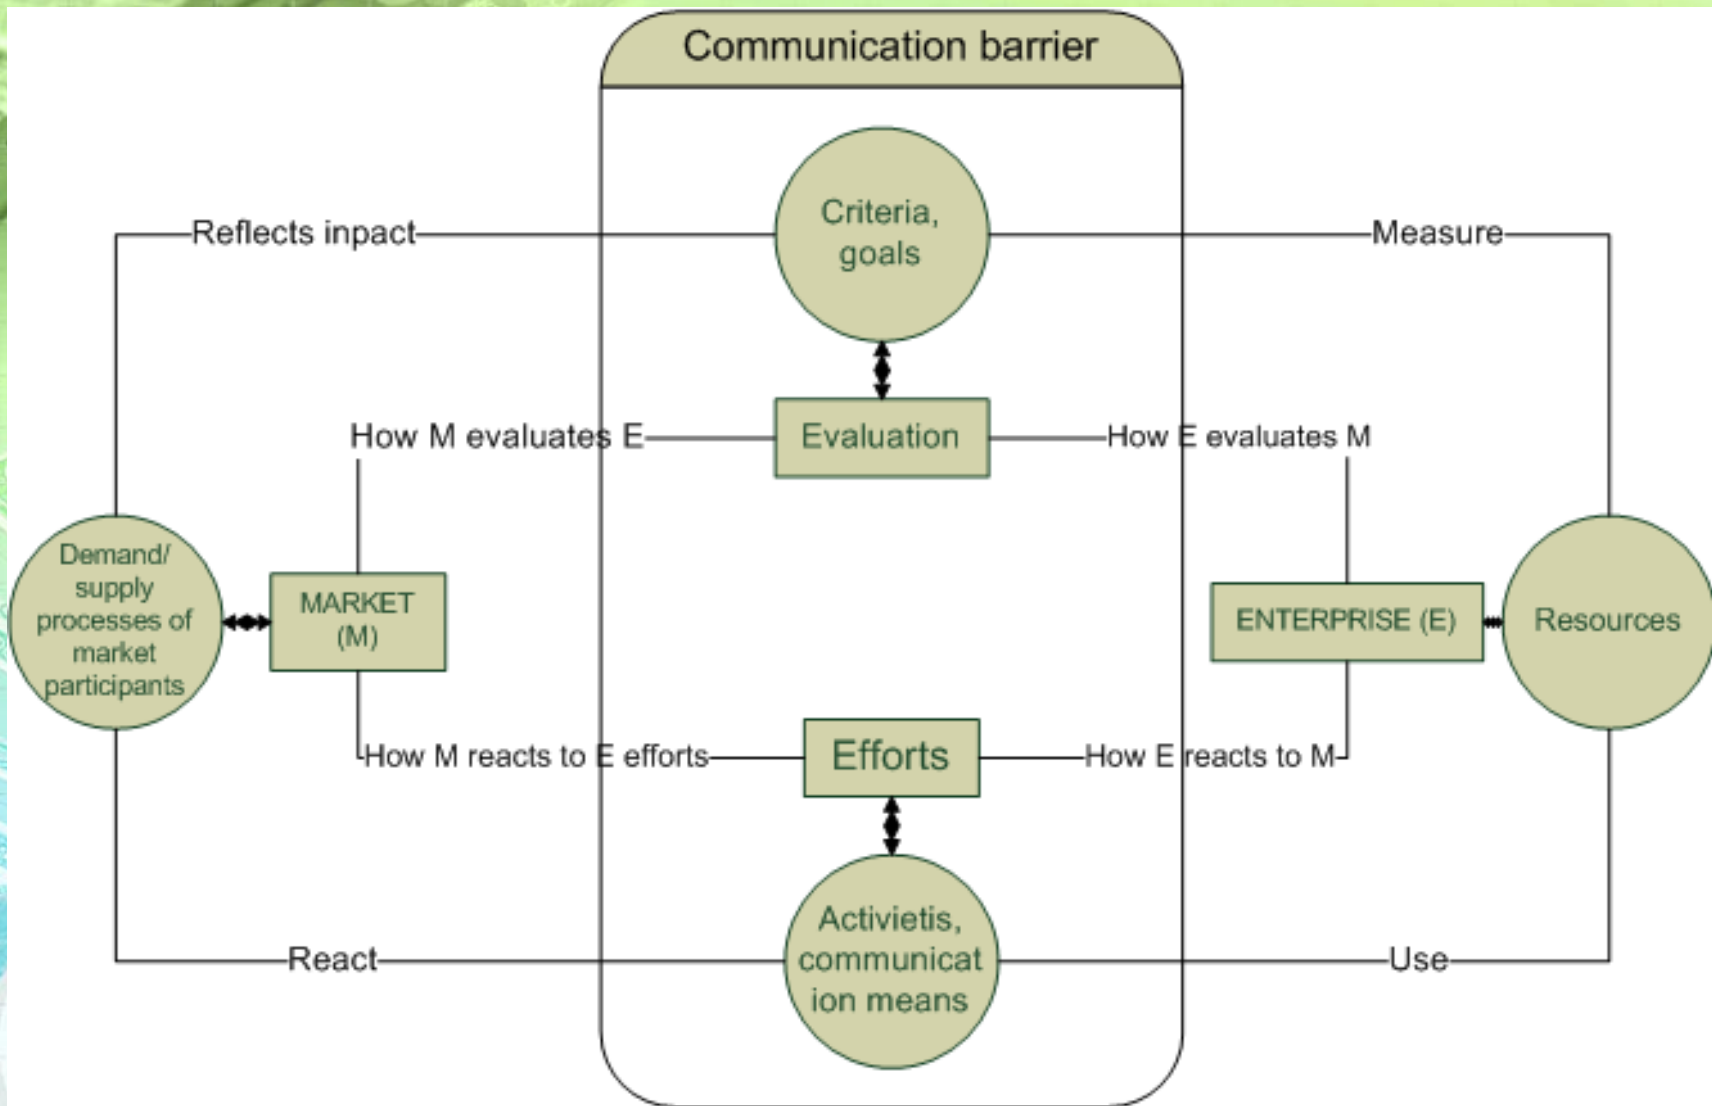 Communication barrier
Criteria,
goals
Reflects inpact
Measure
How M evaluates E
Evaluation
How E evaluates M
Demand/
supply
processes of
market
participants
MARKET
(M)
ENTERPRISE (E)
Resources
How M reacts to E efforts
Efforts
How E reacts to M
Activietis,
communicat
ion means
React
Use